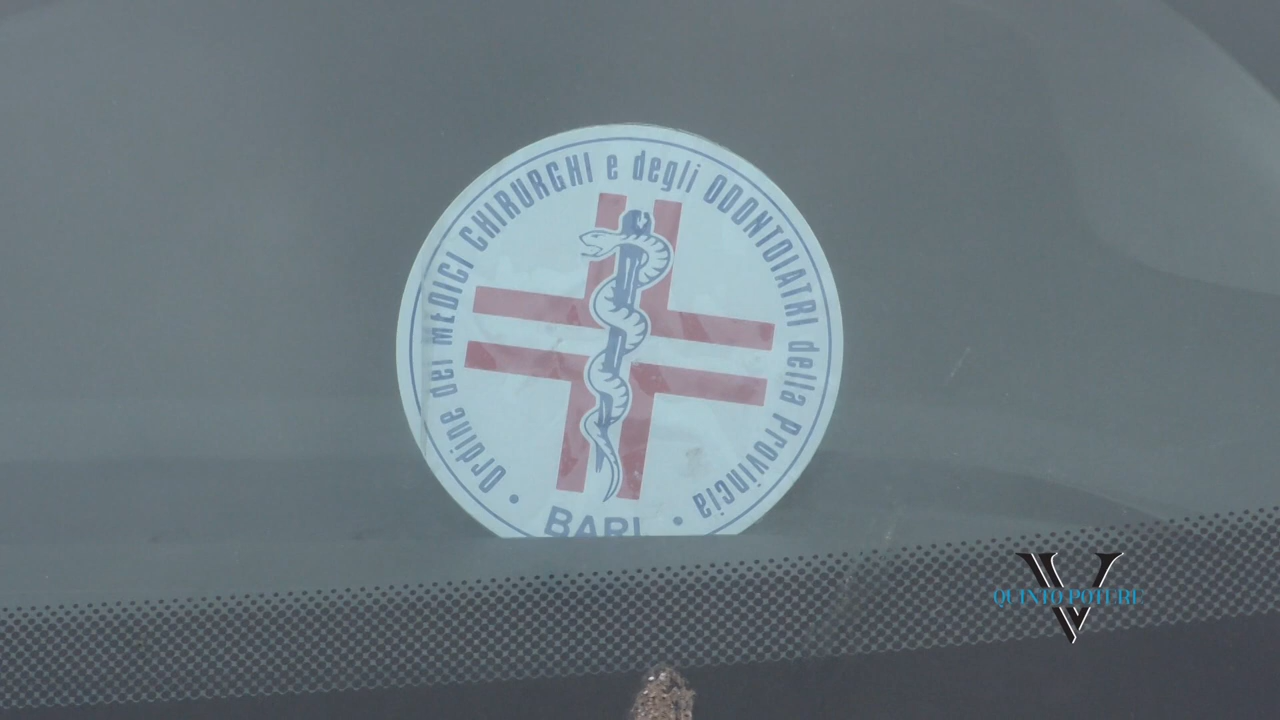 Ordine dei MEDICI CHIRURGHI e degli ODONTOIATRI della Provincia
BARI
QUINTO POTERE
V